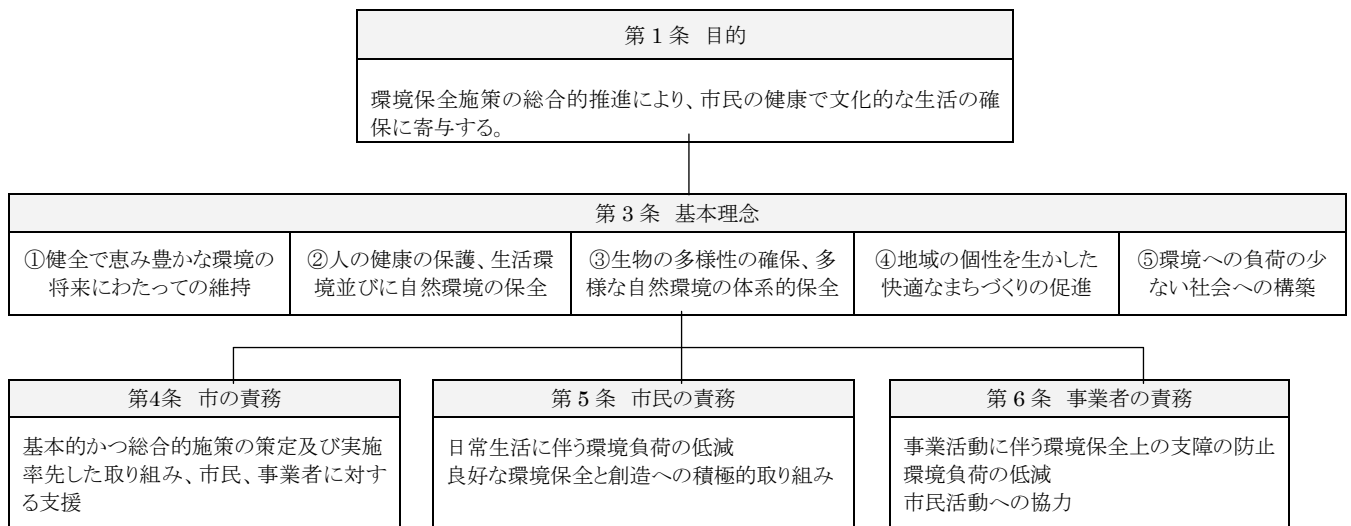 第 1 条 目的
環境保全施策の総合的推進により、市民の健康で文化的な生活の確
保に寄与する。
第 3 条 基本理念
①健全で恵み豊かな環境の
将来にわたっての維持
②人の健康の保護、生活環
境並びに自然環境の保全
③生物の多様性の確保、多
様な自然環境の体系的保全
④地域の個性を生かした
快適なまちづくりの促進
⑤環境への負荷の少
ない社会への構築
第4条 市の責務
基本的かつ総合的施策の策定及び実施
率先した取り組み、市民、事業者に対す
る支援
第 5 条 市民の責務
日常生活に伴う環境負荷の低減
良好な環境保全と創造への積極的取り組み
第 6 条 事業者の責務
事業活動に伴う環境保全上の支障の防止
環境負荷の低減
市民活動への協力